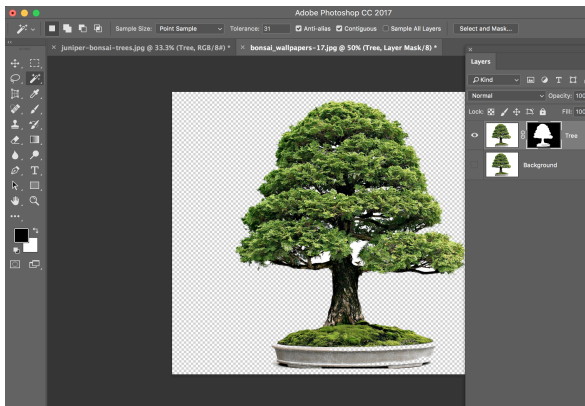 Adobe Photoshop CC 2017
Sample Size: Point Sample Tolerance: 31 Anti-alias Contiguous Sample All Layers Select and Mask...
× juniper-bonsai-trees.jpg @ 33.3% (Tree, RGB/8#) * × bonsai_wallpapers-17.jpg @ 50% (Tree, Layer Mask/8) *
Layers
Kind
Normal Opacity: 100
Lock: Fill: 100
Tree
Background